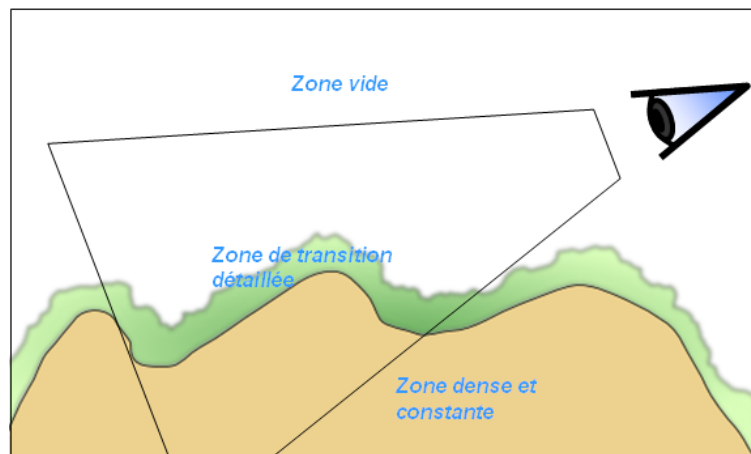 Zone vide
Zone de transition
détaillée
Zone dense et
constante